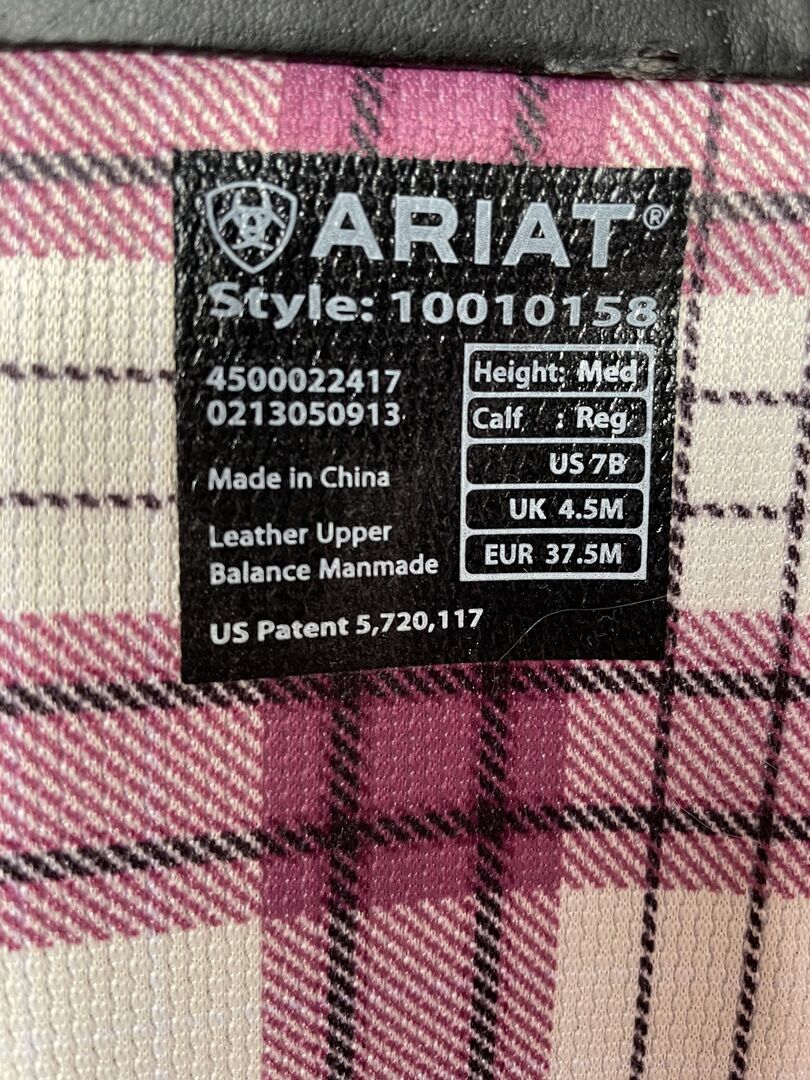 ARIAT®
Style: 10010158
4500022417
0213050913
Made in China
Leather Upper
Balance Manmade
US Patent 5,720,117
Height: Med
Calf : Reg
US 7B
UK 4.5M
EUR 37.5M